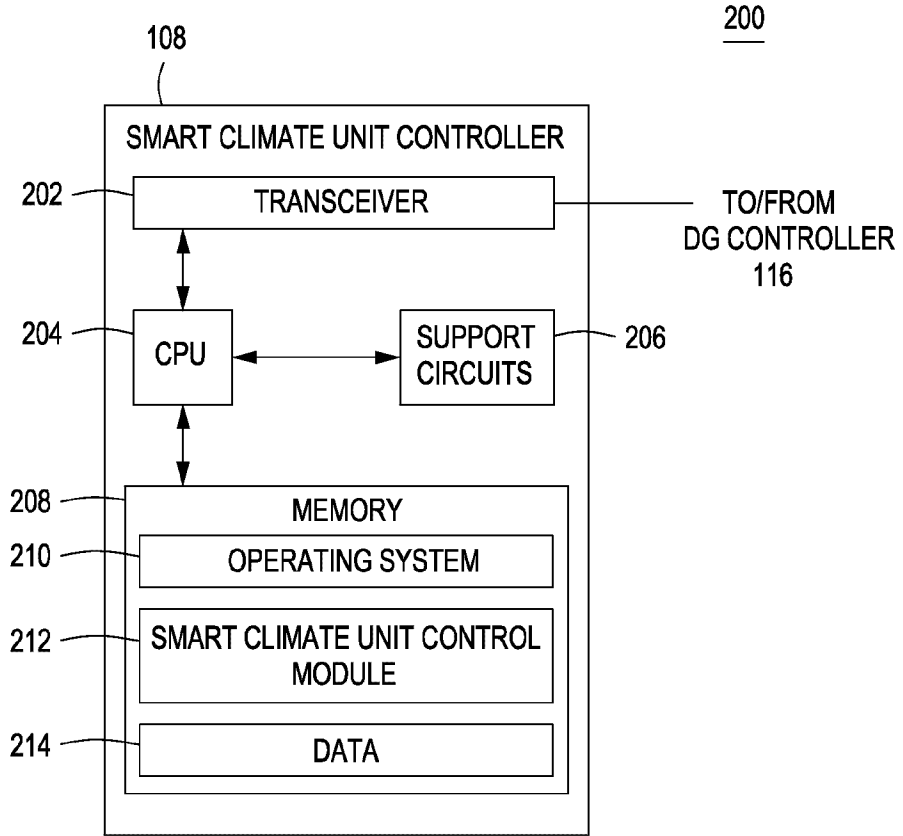 200
108
SMART CLIMATE UNIT CONTROLLER
202
TRANSCEIVER
TO/FROM
DG CONTROLLER
116
204
CPU
SUPPORT
CIRCUITS
206
208
MEMORY
210
OPERATING SYSTEM
212
SMART CLIMATE UNIT CONTROL
MODULE
214
DATA